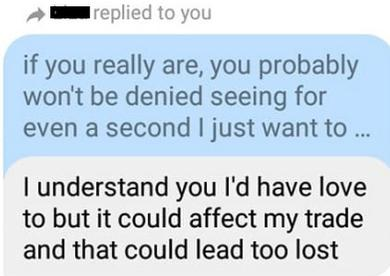 replied to you
if you really are, you probably
won't be denied seeing for
even a second I just want to ...
I understand you I'd have love
to but it could affect my trade
and that could lead too lost